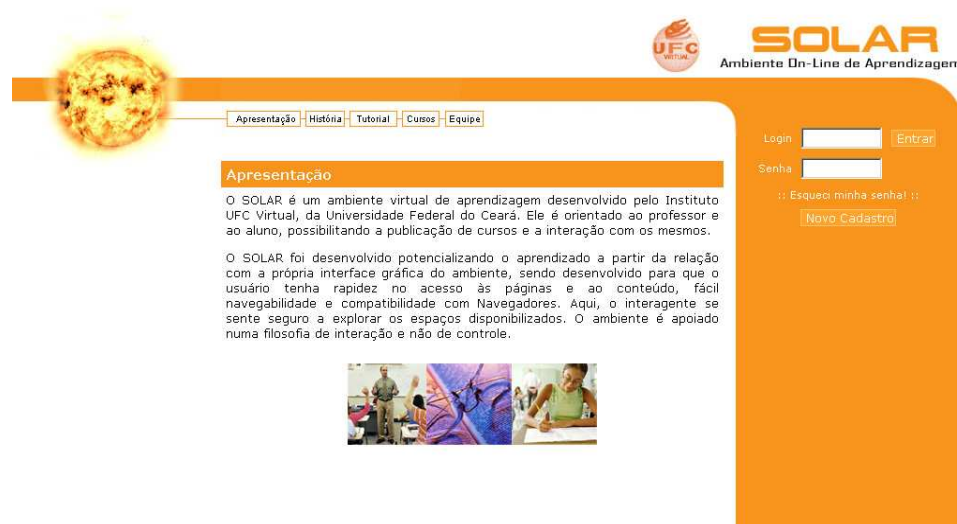 UFC
VIRTUAL
SOLAR
Ambiente On-Line de Aprendizagem
Apresentação História Tutorial Cursos Equipe
Login Entrar
Senha
:: Esqueci minha senha! ::
Novo Cadastro
Apresentação
O SOLAR é um ambiente virtual de aprendizagem desenvolvido pelo Instituto
UFC Virtual, da Universidade Federal do Ceará. Ele é orientado ao professor e
ao aluno, possibilitando a publicação de cursos e a interação com os mesmos.
O SOLAR foi desenvolvido potencializando o aprendizado a partir da relação
com a própria interface gráfica do ambiente, sendo desenvolvido para que o
usuário tenha rapidez no acesso às páginas e ao conteúdo, fácil
navegabilidade e compatibilidade com Navegadores. Aqui, o interagente se
sente seguro a explorar os espaços disponibilizados. O ambiente é apoiado
numa filosofia de interação e não de controle.